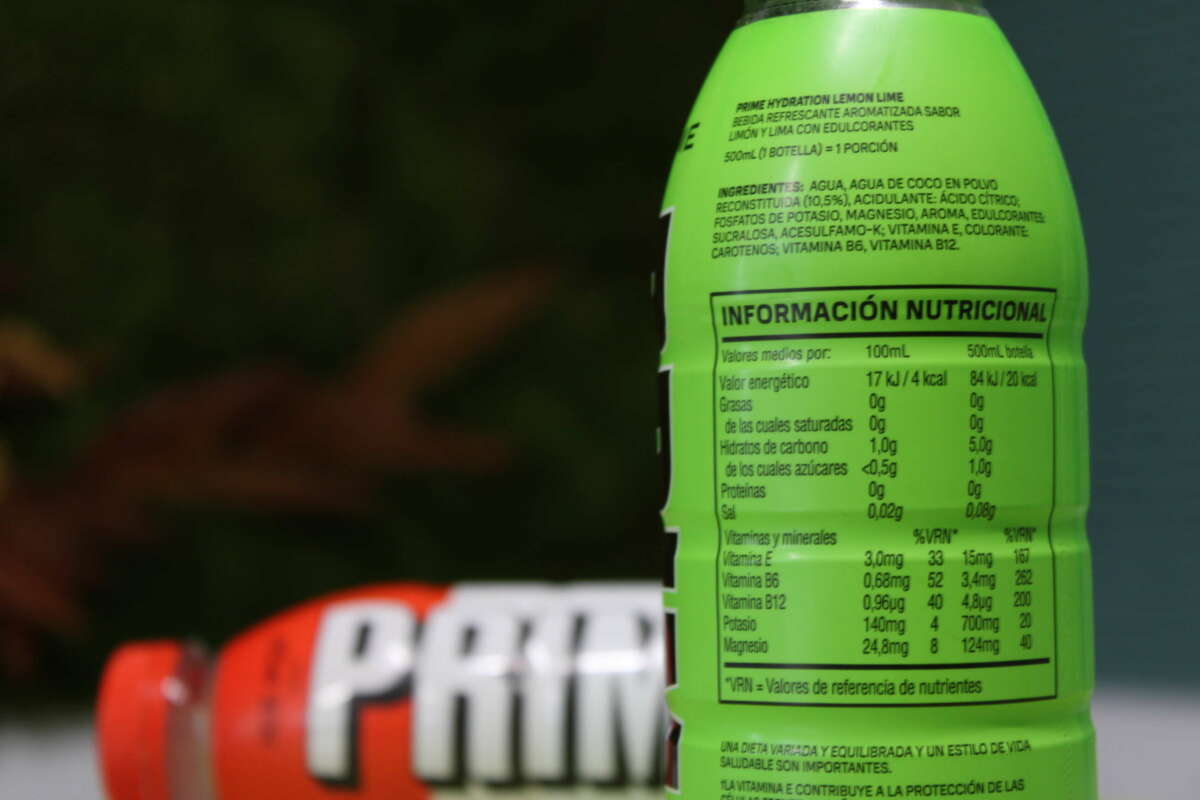 PRIME HYDRATION LEMON LIME
BEBIDA REFRESCANTE AROMATIZADA SABOR
LIMÓN Y LIMA CON EDULCORANTES
500mL (1 BOTELLA) = 1 PORCIÓN
INGREDIENTES: AGUA, AGUA DE COCO EN POLVO
RECONSTITUIDA (10,5%), ACIDULANTE: ÁCIDO CÍTRICO;
FOSFATOS DE POTASIO, MAGNESIO, AROMA, EDULCORANTES:
SUCRALOSA, ACESULFAMO-K; VITAMINA E, COLORANTE:
CAROTENOS; VITAMINA B6, VITAMINA B12.
INFORMACIÓN NUTRICIONAL
Valores medios por: 100mL 500mL botella
Valor energético 17 kJ / 4 kcal 84 kJ / 20 kcal
Grasas 0g 0g
de las cuales saturadas 0g 0g
Hidratos de carbono 1,0g 5,0g
de los cuales azúcares <0,5g 1,0g
Proteínas 0g 0g
Sal 0,02g 0,08g
Vitaminas y minerales %VRN* %VRN*
Vitamina E 3,0mg 33 15mg 167
Vitamina B6 0,68mg 52 3,4mg 262
Vitamina B12 0,96µg 40 4,8µg 200
Potasio 140mg 4 700mg 20
Magnesio 24,8mg 8 124mg 40
*VRN = Valores de referencia de nutrientes
UNA DIETA VARIADA Y EQUILIBRADA Y UN ESTILO DE VIDA
SALUDABLE SON IMPORTANTES.
1LA VITAMINA E CONTRIBUYE A LA PROTECCIÓN DE LAS
PRIM